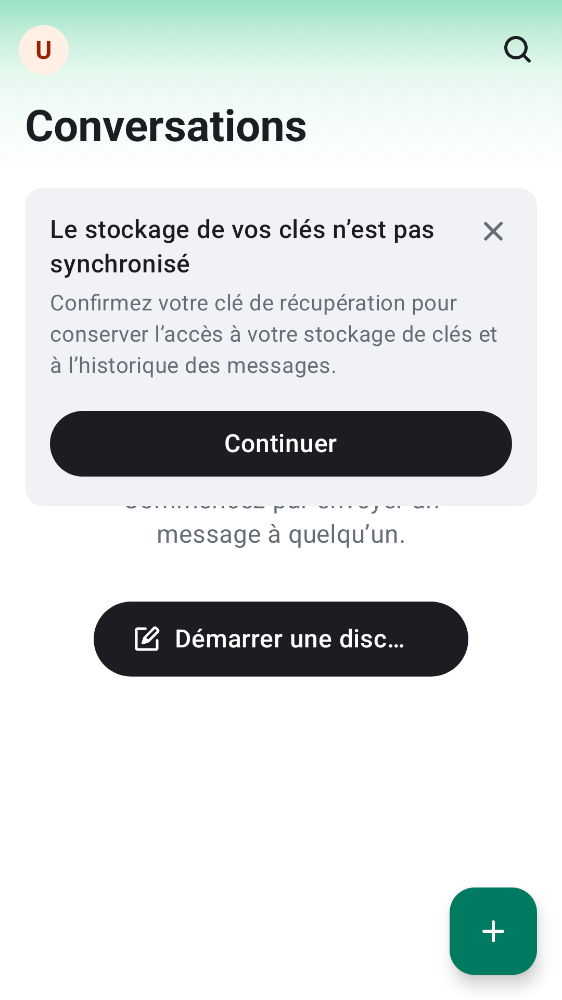 U
Conversations
Le stockage de vos clés n’est pas
synchronisé
Confirmez votre clé de récupération pour
conserver l’accès à votre stockage de clés et
à l’historique des messages.
Continuer
message à quelqu’un.
Démarrer une disc…